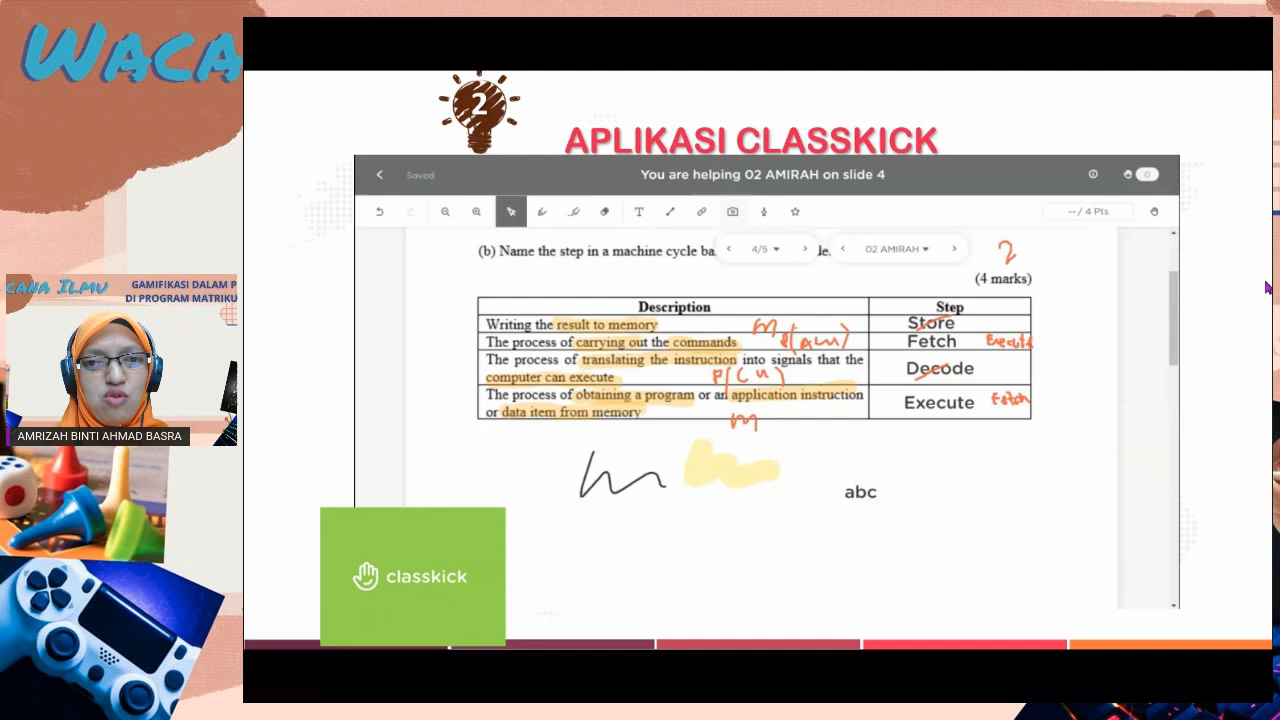 WACA
CANA ILMU
GAMIFIKASI DALAM P
DI PROGRAM MATRIKU
AMRIZAH BINTI AHMAD BASRA
2
APLIKASI CLASSKICK
Saved
You are helping 02 AMIRAH on slide 4
0
T
-- / 4 Pts
(b) Name the step in a machine cycle ba
4/5
le.
02 AMIRAH
2
(4 marks)
Description Step
Writing the result to memory Store
The process of carrying out the commands Fetch Execute
The process of translating the instruction into signals that the
computer can execute Decode
The process of obtaining a program or an application instruction
or data item from memory Execute Fetch
m
abc
classkick